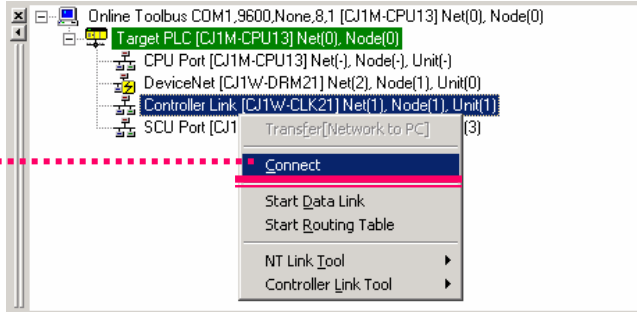 Online Toolbus COM1,9600,None,8,1 [CJ1M-CPU13] Net(0), Node(0)
Target PLC [CJ1M-CPU13] Net(0), Node(0)
CPU Port [CJ1M-CPU13] Net(-), Node(-), Unit(-)
DeviceNet [CJ1W-DRM21] Net(2), Node(1), Unit(0)
Controller Link [CJ1W-CLK21] Net(1), Node(1), Unit(1)
SCU Port [CJ1 (3)
Transfer[Network to PC]
Connect
Start Data Link
Start Routing Table
NT Link Tool
Controller Link Tool